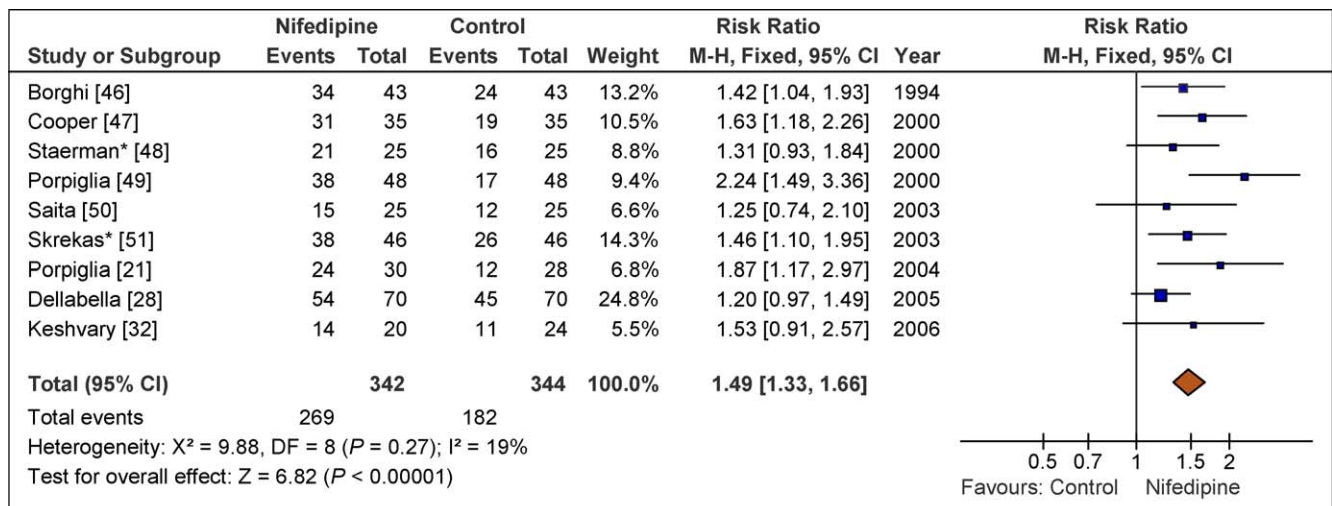 Nifedipine Control Risk Ratio Risk Ratio
Study or Subgroup Events Total Events Total Weight M-H, Fixed, 95% CI Year M-H, Fixed, 95% CI
Borghi [46] 34 43 24 43 13.2% 1.42 [1.04, 1.93] 1994
Cooper [47] 31 35 19 35 10.5% 1.63 [1.18, 2.26] 2000
Staerman* [48] 21 25 16 25 8.8% 1.31 [0.93, 1.84] 2000
Porpiglia [49] 38 48 17 48 9.4% 2.24 [1.49, 3.36] 2000
Saita [50] 15 25 12 25 6.6% 1.25 [0.74, 2.10] 2003
Skrekas* [51] 38 46 26 46 14.3% 1.46 [1.10, 1.95] 2003
Porpiglia [21] 24 30 12 28 6.8% 1.87 [1.17, 2.97] 2004
Dellabella [28] 54 70 45 70 24.8% 1.20 [0.97, 1.49] 2005
Keshvary [32] 14 20 11 24 5.5% 1.53 [0.91, 2.57] 2006
Total (95% CI) 342 344 100.0% 1.49 [1.33, 1.66]
Total events 269 182
Heterogeneity: X² = 9.88, DF = 8 (P = 0.27); I² = 19%
Test for overall effect: Z = 6.82 (P < 0.00001)
0.5 0.7 1 1.5 2
Favours: Control Nifedipine